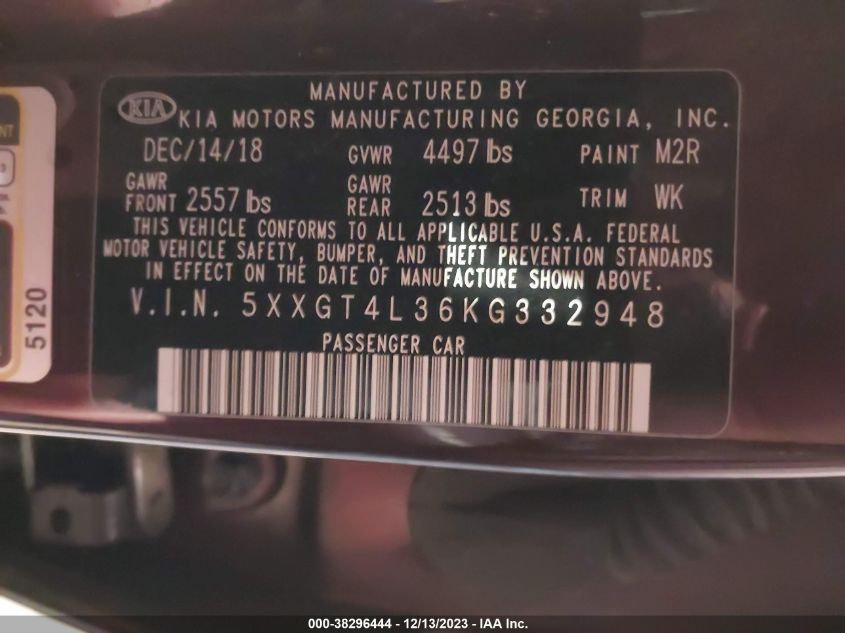 MANUFACTURED BY
KIA
KIA MOTORS MANUFACTURING GEORGIA, INC.
DEC/14/18 GVWR 4497 lbs PAINT M2R
GAWR FRONT 2557 lbs GAWR REAR 2513 lbs TRIM WK
THIS VEHICLE CONFORMS TO ALL APPLICABLE U.S.A. FEDERAL
MOTOR VEHICLE SAFETY, BUMPER, AND THEFT PREVENTION STANDARDS
IN EFFECT ON THE DATE OF MANUFACTURE SHOWN ABOVE.
V.I.N. 5XXGT4L36KG332948
PASSENGER CAR
5120
000-38296444 - 12/13/2023 - IAA Inc.